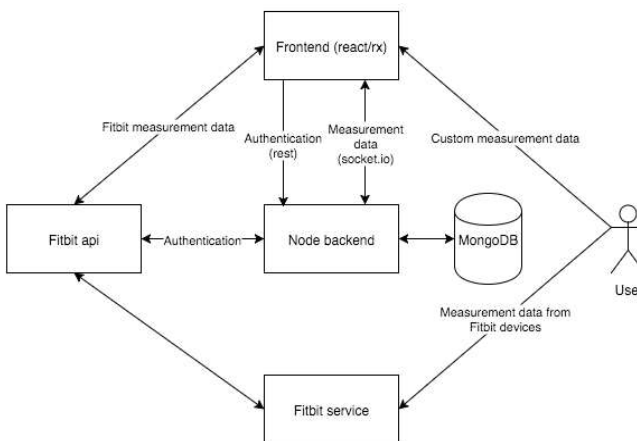 Frontend (react/rx)
Fitbit measurement data
Authentication
(rest)
Measurement
data
(socket.io)
Custom measurement data
Fitbit api
Authentication
Node backend
MongoDB
Use
Measurement data from
Fitbit devices
Fitbit service